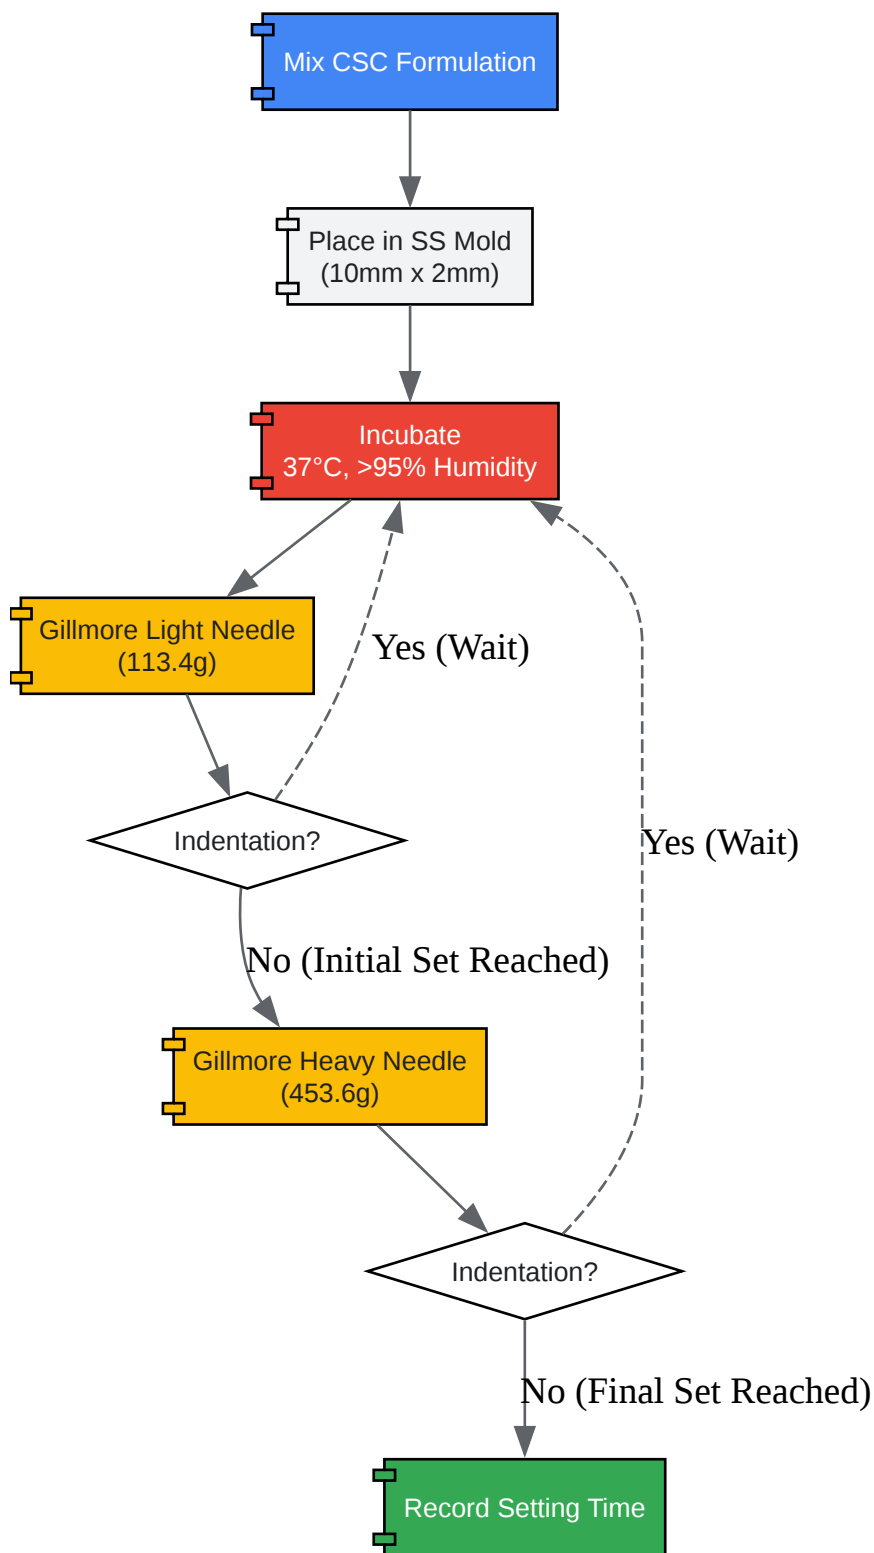 Mix CSC Formulation
Place in SS Mold
(10mm x 2mm)
Incubate
37°C, >95% Humidity
Gillmore Light Needle
(113.4g)
Yes (Wait)
Indentation?
Yes (Wait)
No (Initial Set Reached)
Gillmore Heavy Needle
(453.6g)
Indentation?
No (Final Set Reached)
Record Setting Time